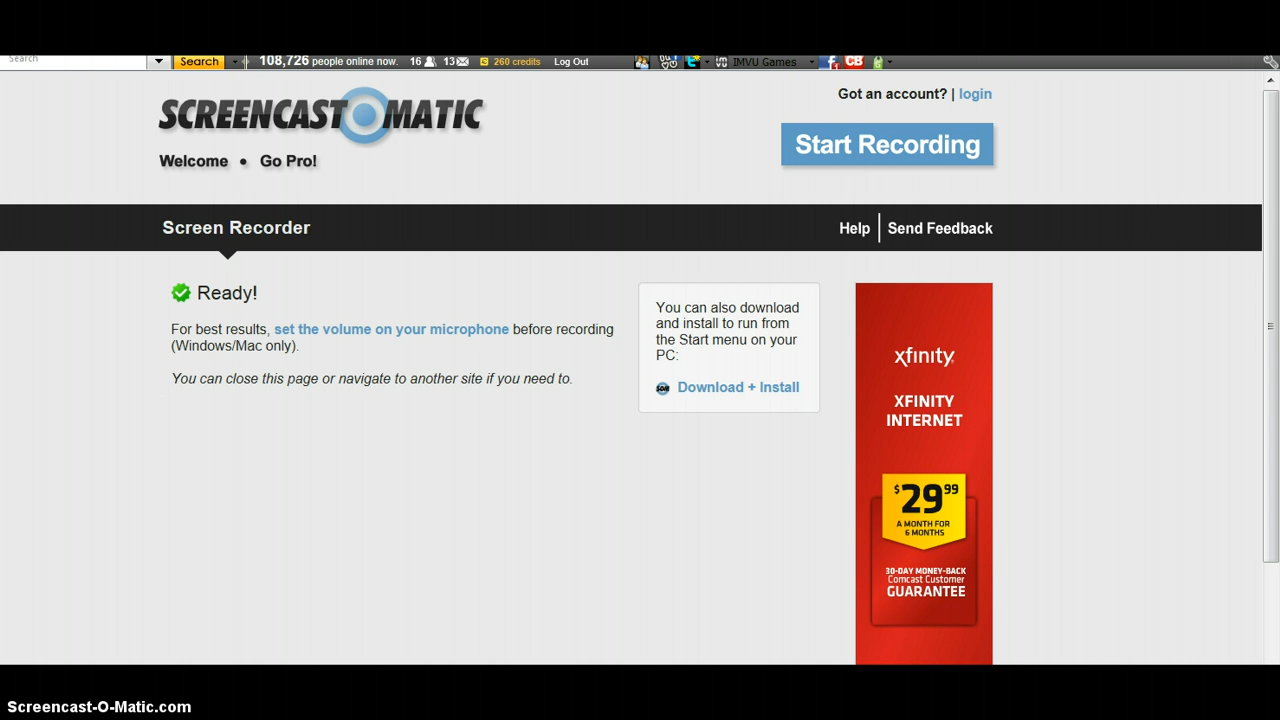 Search
Search
108,726 people online now. 16 13 260 credits Log Out
IMVU Games
CB
SCREENCAST O MATIC
Got an account? | login
Start Recording
Welcome • Go Pro!
Screen Recorder
Help
Send Feedback
Ready!
For best results, set the volume on your microphone before recording
(Windows/Mac only).
You can close this page or navigate to another site if you need to.
You can also download
and install to run from
the Start menu on your
PC:
SOM Download + Install
xfinity
XFINITY
INTERNET
$29 99
A MONTH FOR
6 MONTHS
30-DAY MONEY-BACK
Comcast Customer
GUARANTEE
Screencast-O-Matic.com